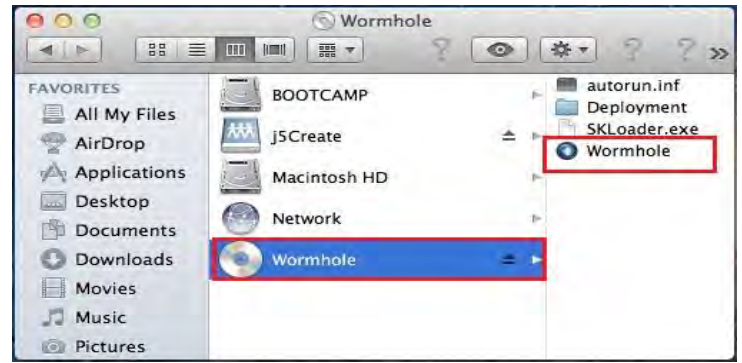 Wormhole
FAVORITES
All My Files
AirDrop
Applications
Desktop
Documents
Downloads
Movies
Music
Pictures
BOOTCAMP
j5Create
Macintosh HD
Network
Wormhole
autorun.inf
Deployment
SKLoader.exe
Wormhole